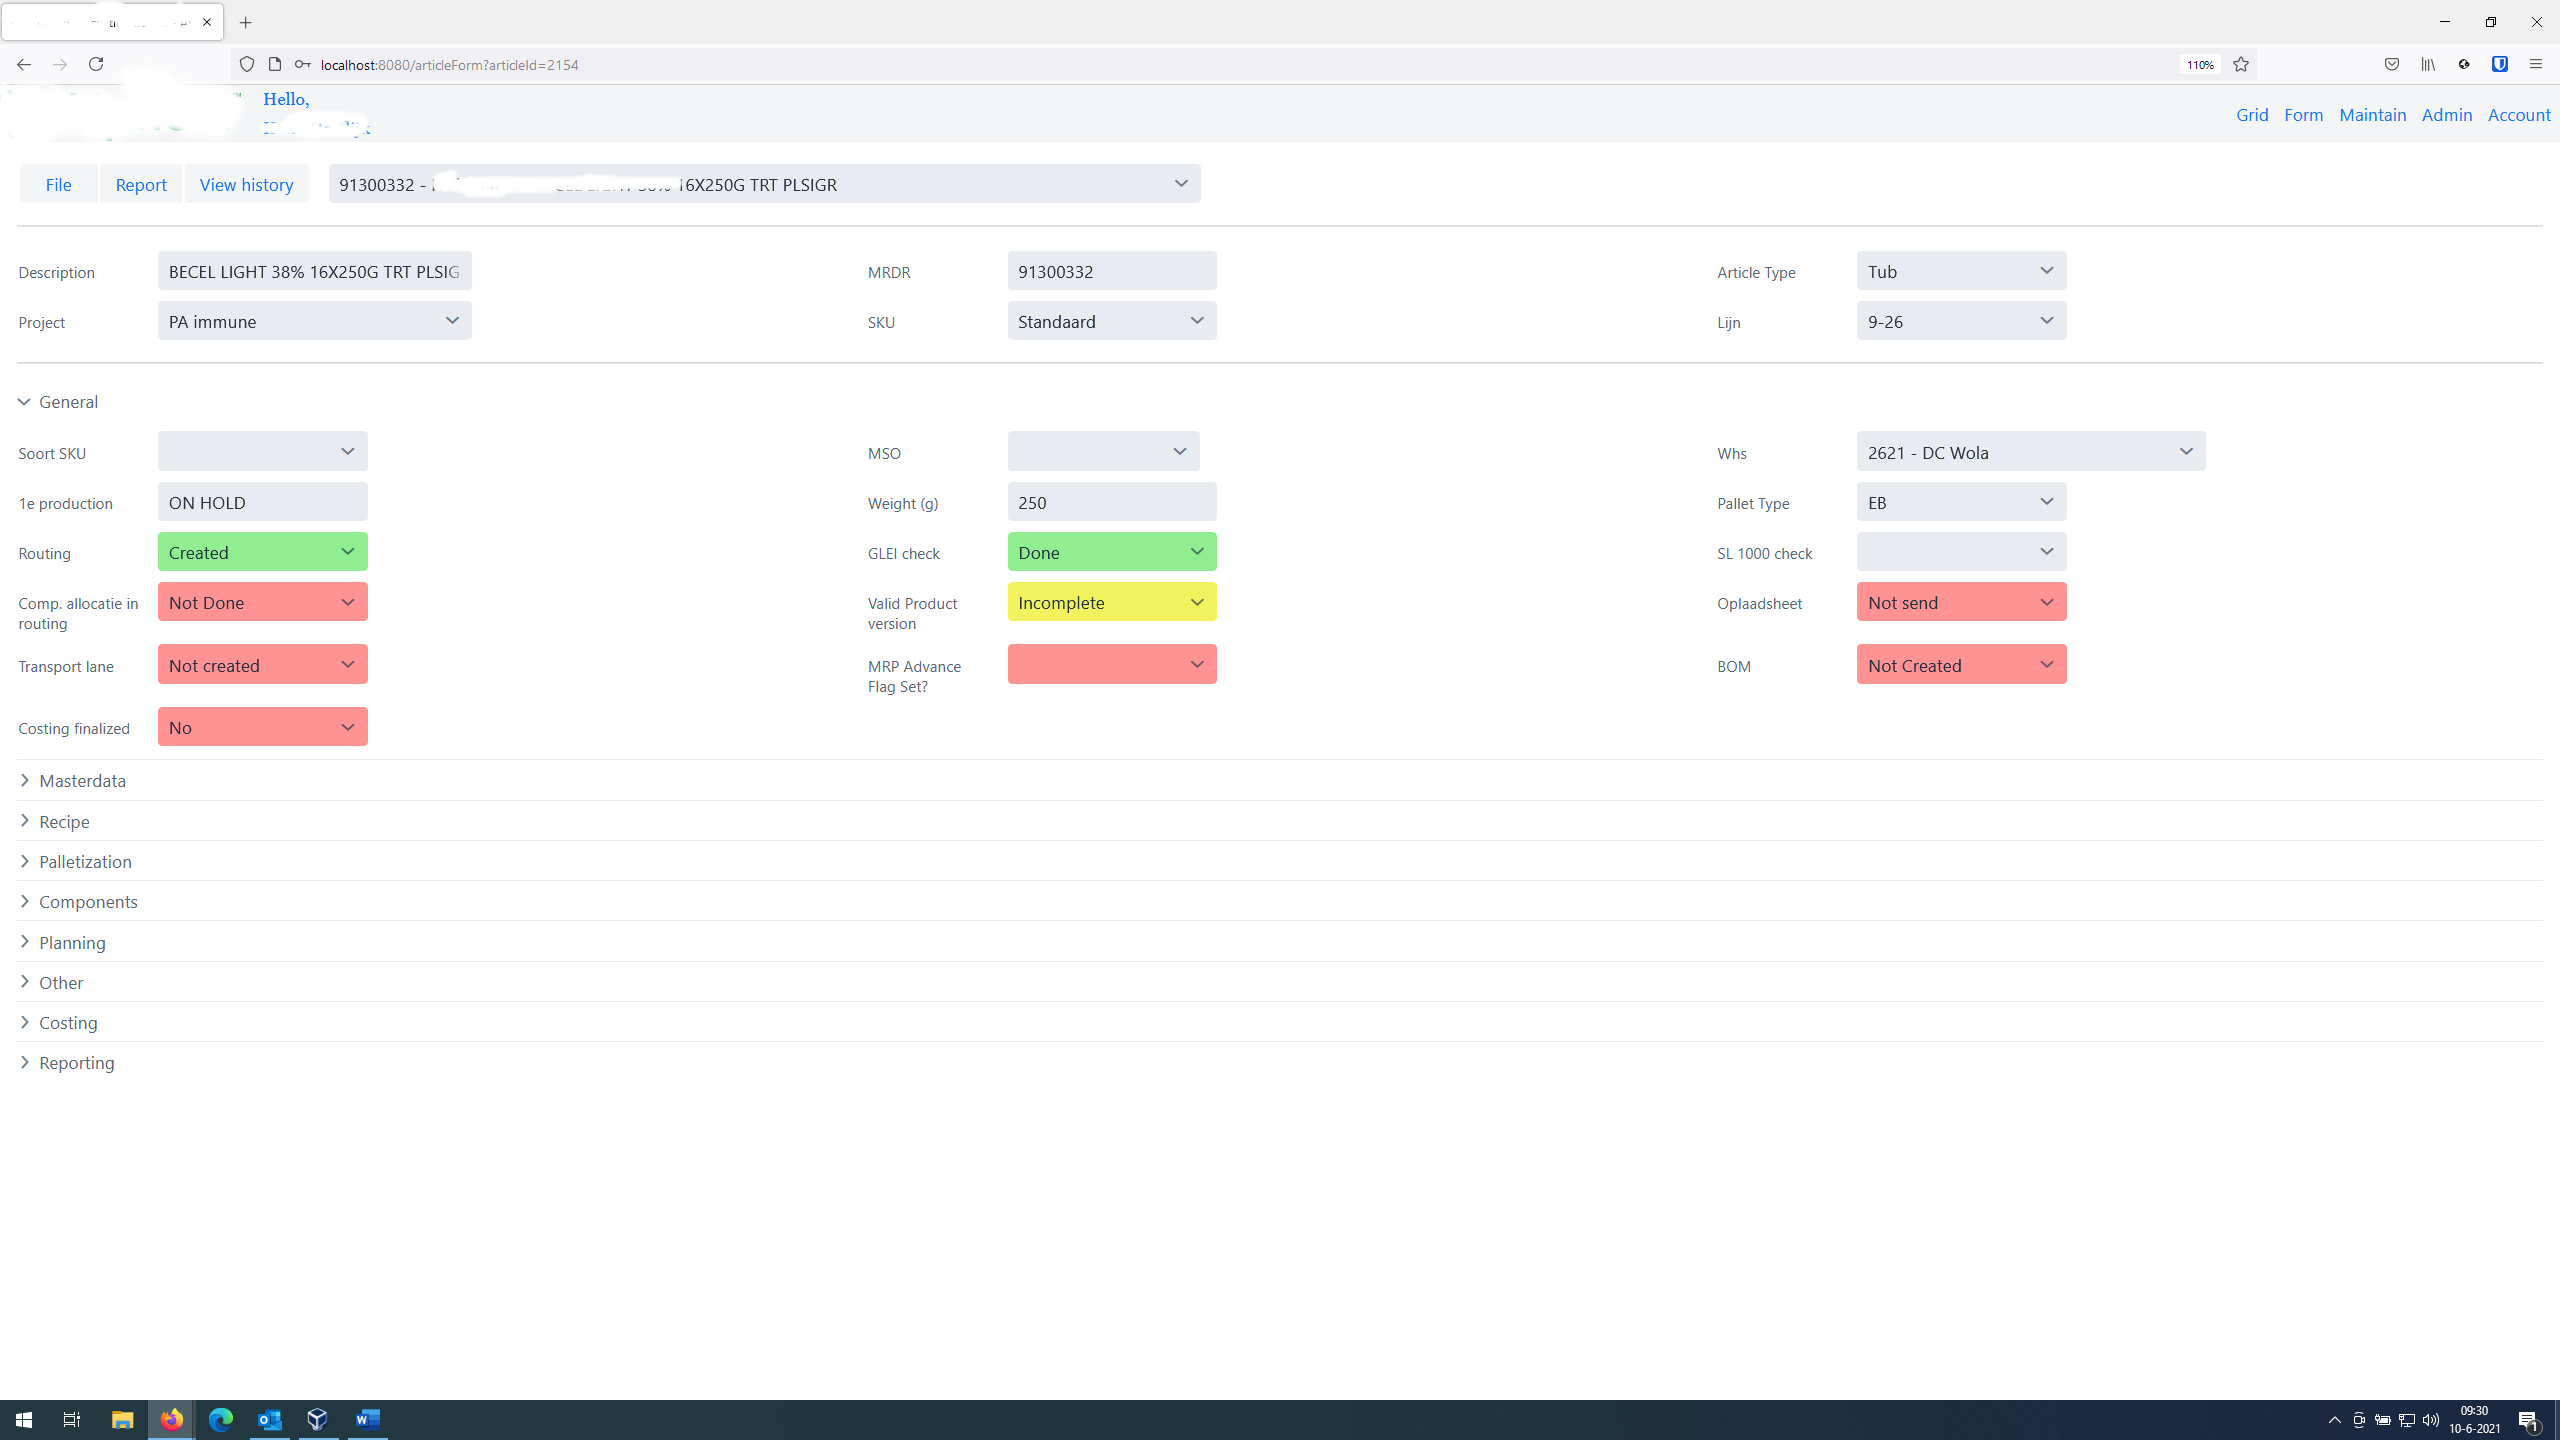 localhost:8080/articleForm?articleId=2154
110%
Hello,
Grid Form Maintain Admin Account
File Report View history 91300332 - 16X250G TRT PLSIGR
Description BECEL LIGHT 38% 16X250G TRT PLSIG MRDR 91300332 Article Type Tub
Project PA immune SKU Standaard Lijn 9-26
General
Soort SKU MSO Whs 2621 - DC Wola
1e production ON HOLD Weight (g) 250 Pallet Type EB
Routing Created GLEI check Done SL 1000 check
Comp. allocatie in routing Not Done Valid Product version Incomplete Oplaadsheet Not send
Transport lane Not created MRP Advance Flag Set? BOM Not Created
Costing finalized No
Masterdata
Recipe
Palletization
Components
Planning
Other
Costing
Reporting
09:30
10-6-2021
1